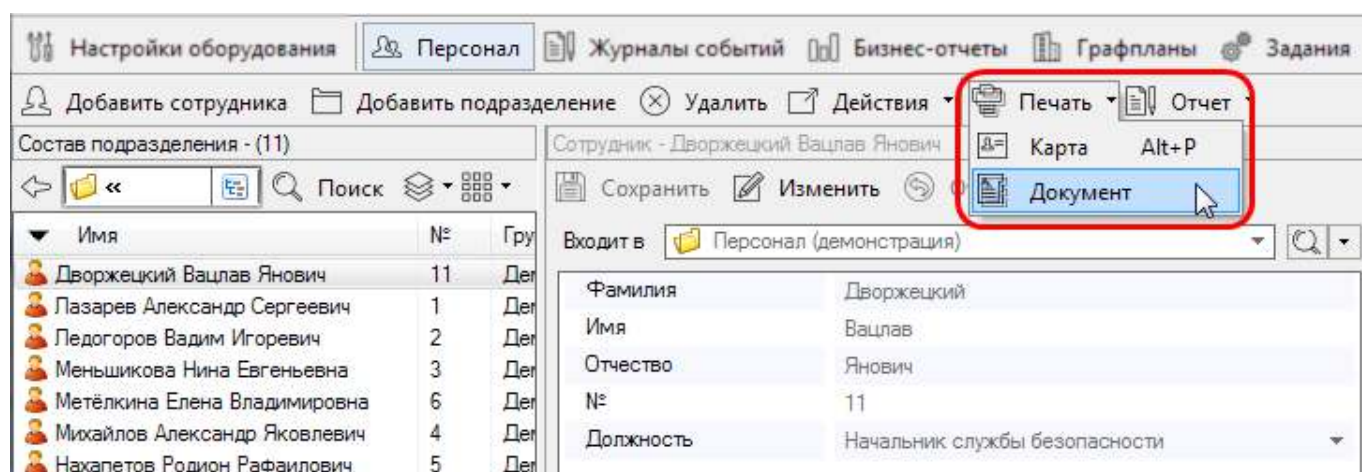 Настройки оборудования Персонал Журналы событий Бизнес-отчеты Графпланы Задания
Добавить сотрудника Добавить подразделение Удалить Действия Печать Отчет
Состав подразделения - (11)
Сотрудник - Дворжецкий Вацлав Янович
Карта Alt+P
« Поиск
Сохранить Изменить
Документ
Имя № Гру
Входит в Персонал (демонстрация)
Дворжецкий Вацлав Янович 11 Дем
Лазарев Александр Сергеевич 1 Дем
Ледогоров Вадим Игоревич 2 Дем
Меньшикова Нина Евгеньевна 3 Дем
Метёлкина Елена Владимировна 6 Дем
Михайлов Александр Яковлевич 4 Дем
Нахапетов Родион Рафаилович 5 Дем
Фамилия Дворжецкий
Имя Вацлав
Отчество Янович
№ 11
Должность Начальник службы безопасности